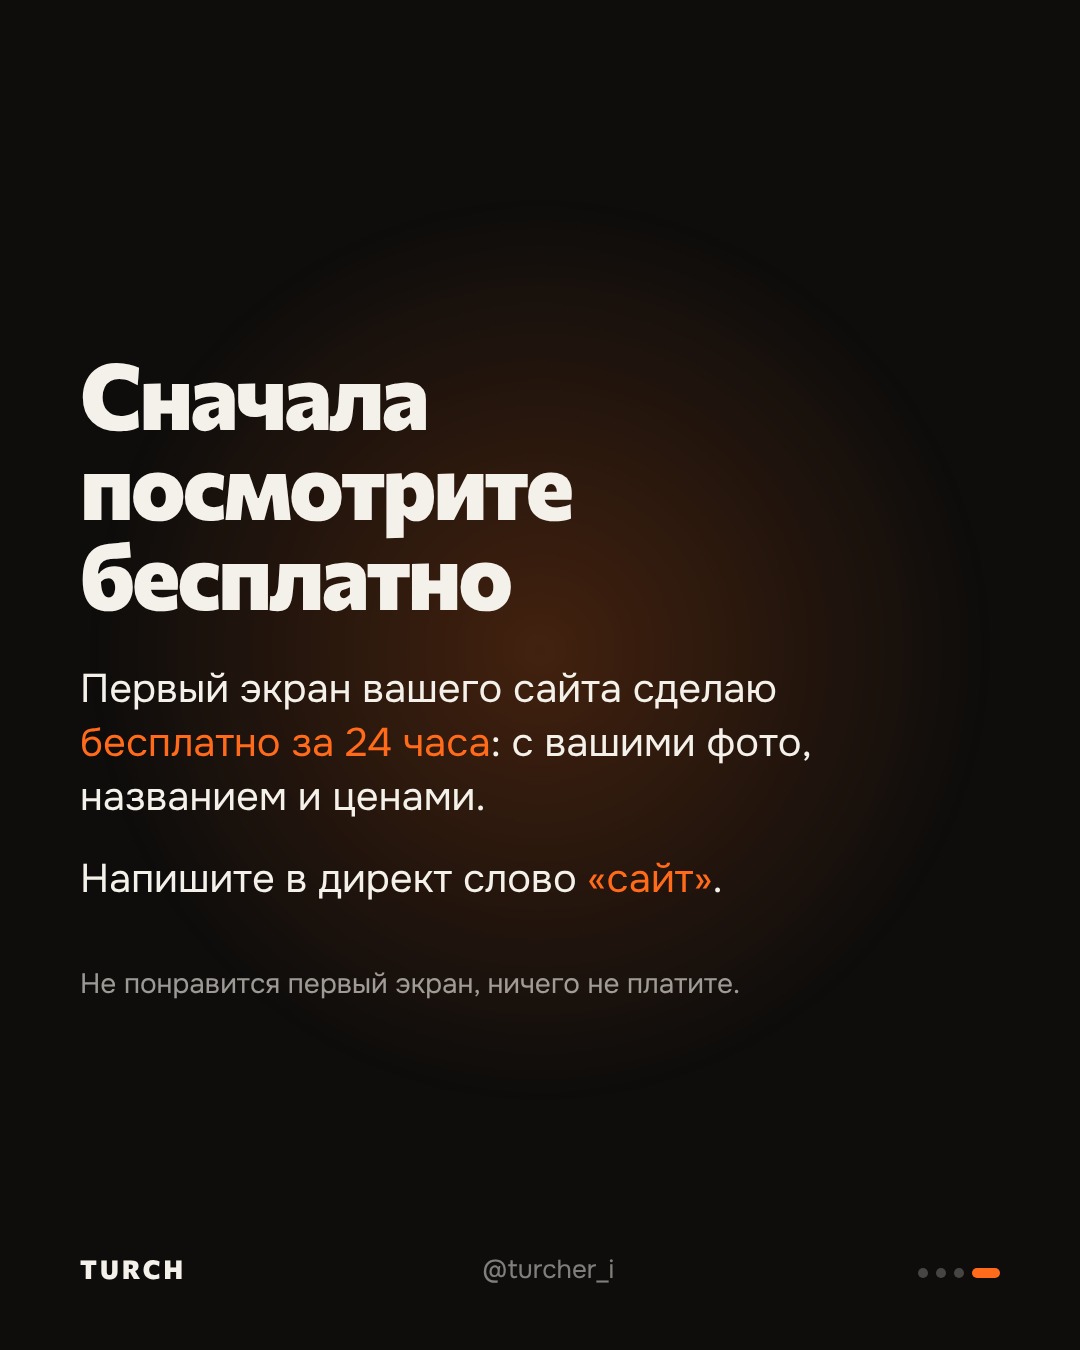 Сначала
посмотрите
бесплатно
Первый экран вашего сайта сделаю
бесплатно за 24 часа: с вашими фото,
названием и ценами.
Напишите в директ слово «сайт».
Не понравится первый экран, ничего не платите.
TURCH
@turcher_i